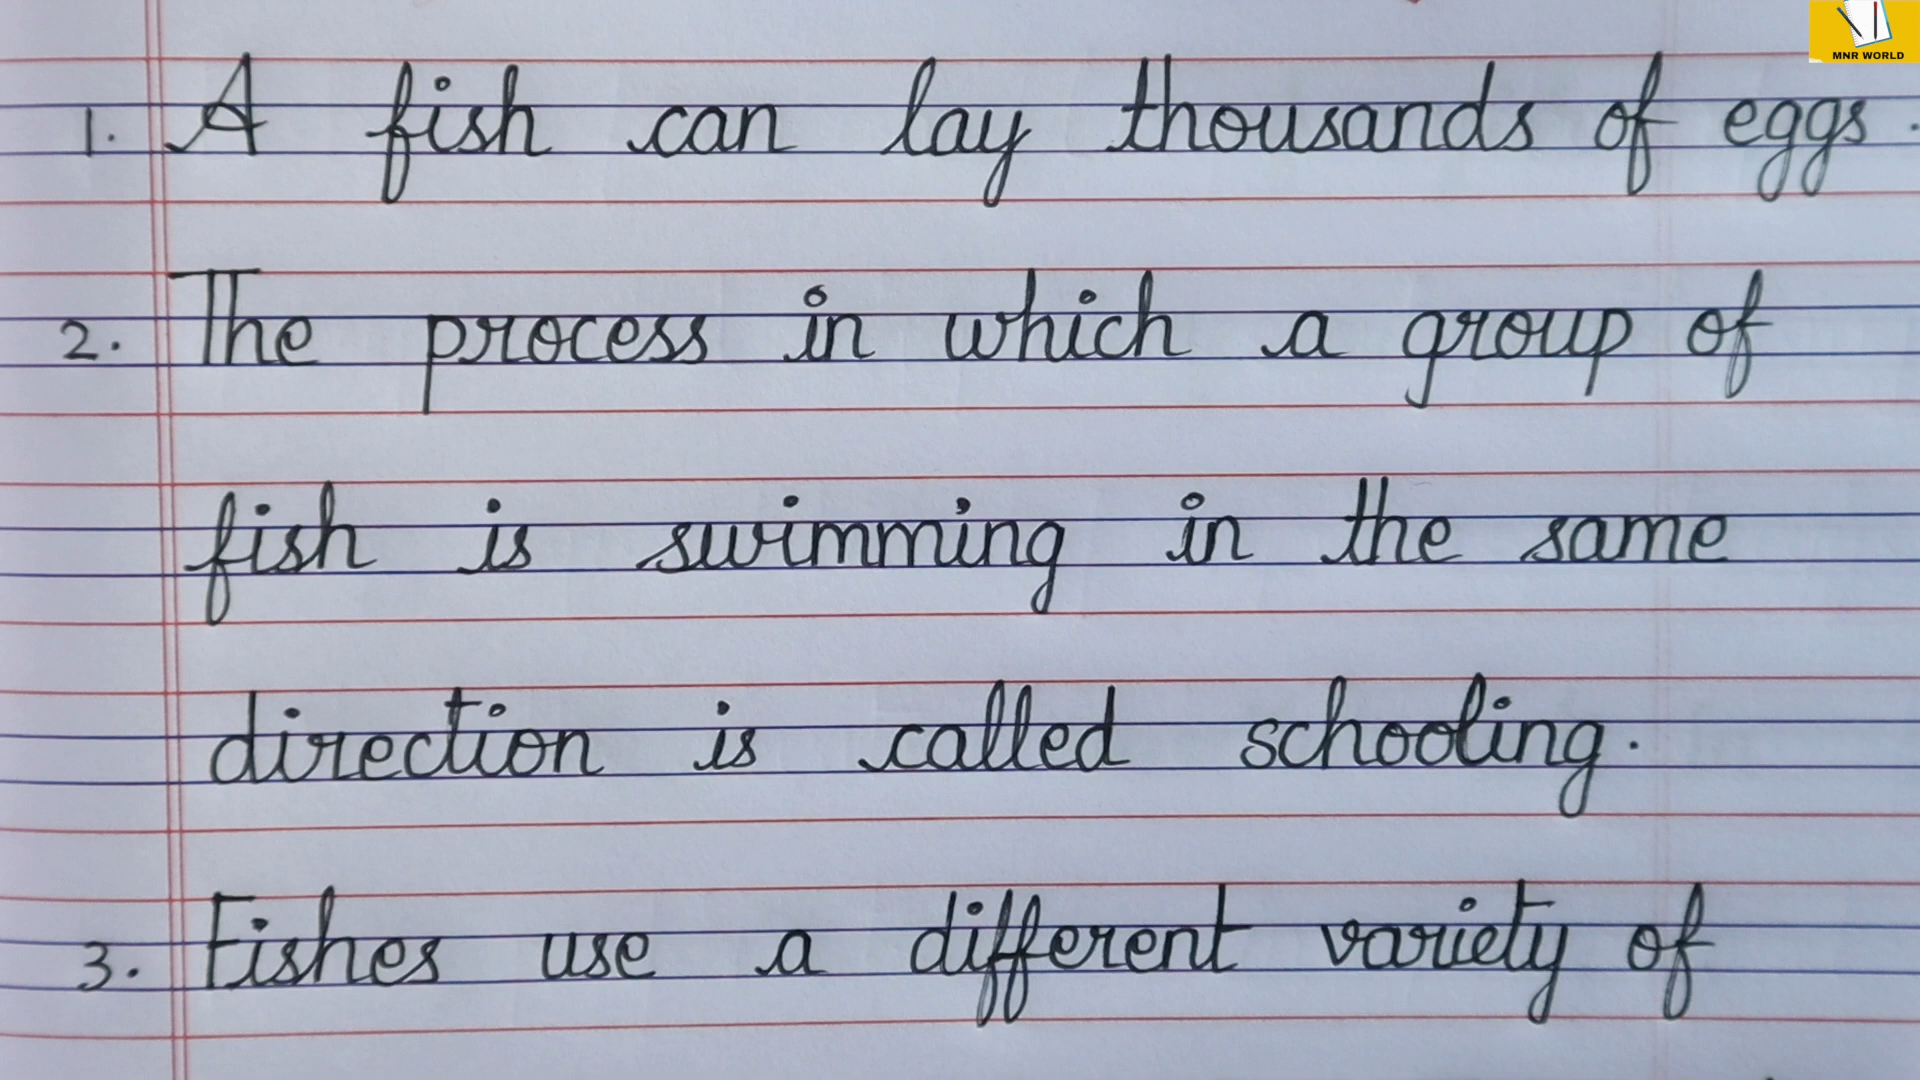 MNR WORLD
1. A fish can lay thousands of eggs.
2. The process in which a group of
fish is swimming in the same
direction is called schooling.
3. Fishes use a different variety of